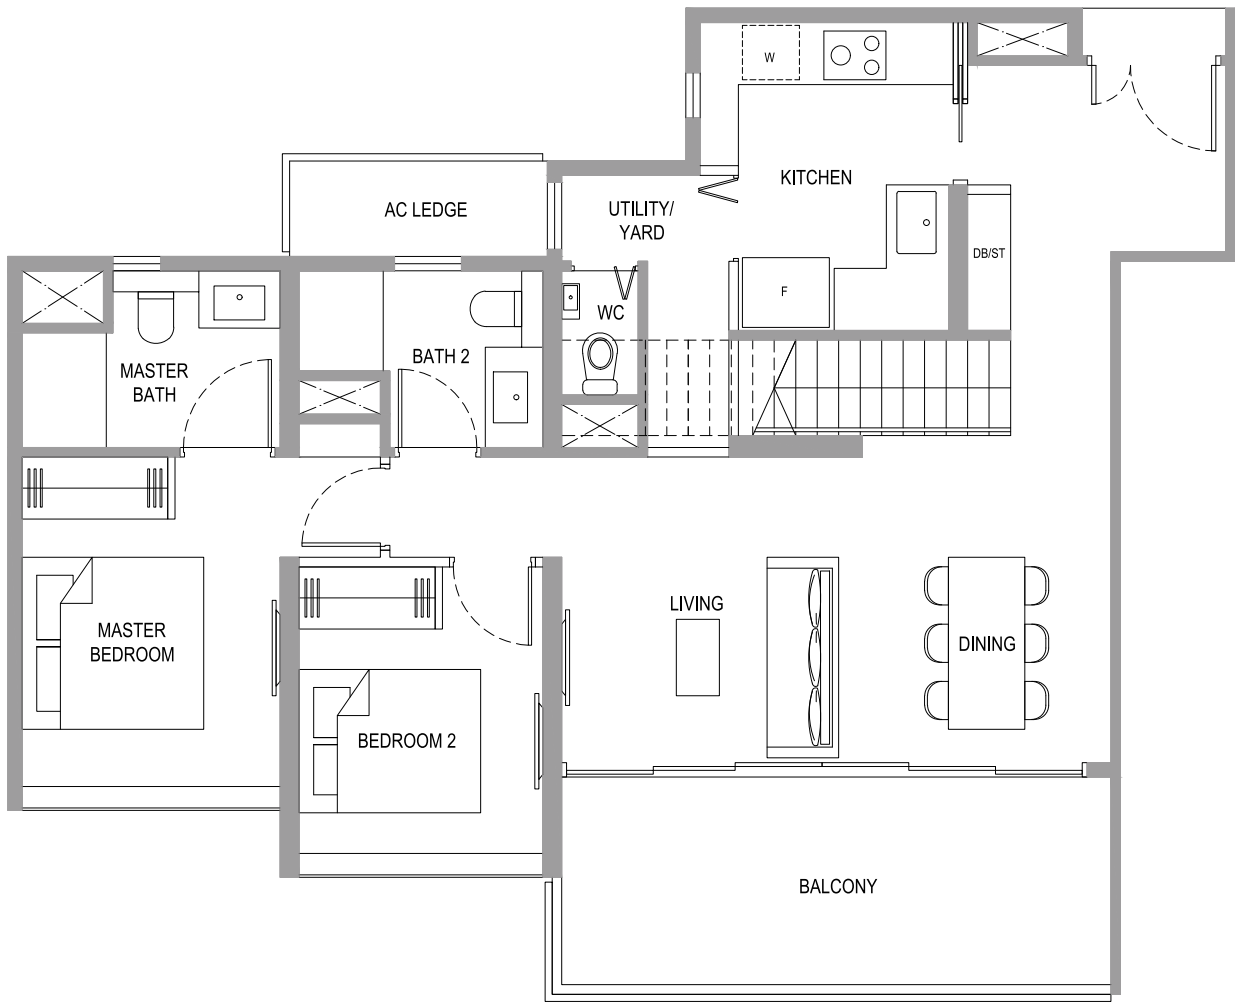 W
KITCHEN
AC LEDGE
UTILITY/
YARD
DB/ST
F
WC
MASTER
BATH
BATH 2
LIVING
MASTER
BEDROOM
DINING
BEDROOM 2
BALCONY